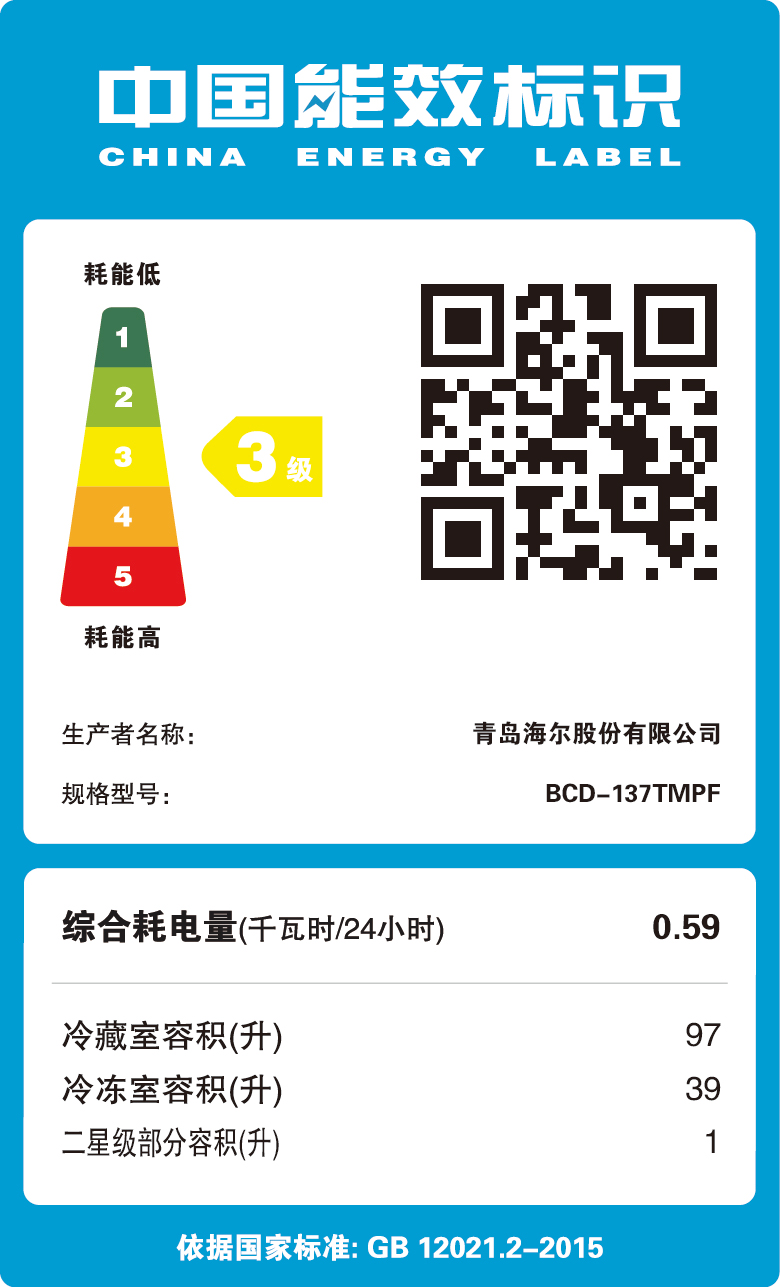 中国能效标识
CHINA ENERGY LABEL
耗能低
1
2
3
4
5
耗能高
3级
生产者名称: 青岛海尔股份有限公司
规格型号: BCD-137TMPF
综合耗电量(千瓦时/24小时) 0.59
冷藏室容积(升) 97
冷冻室容积(升) 39
二星级部分容积(升) 1
依据国家标准: GB 12021.2-2015